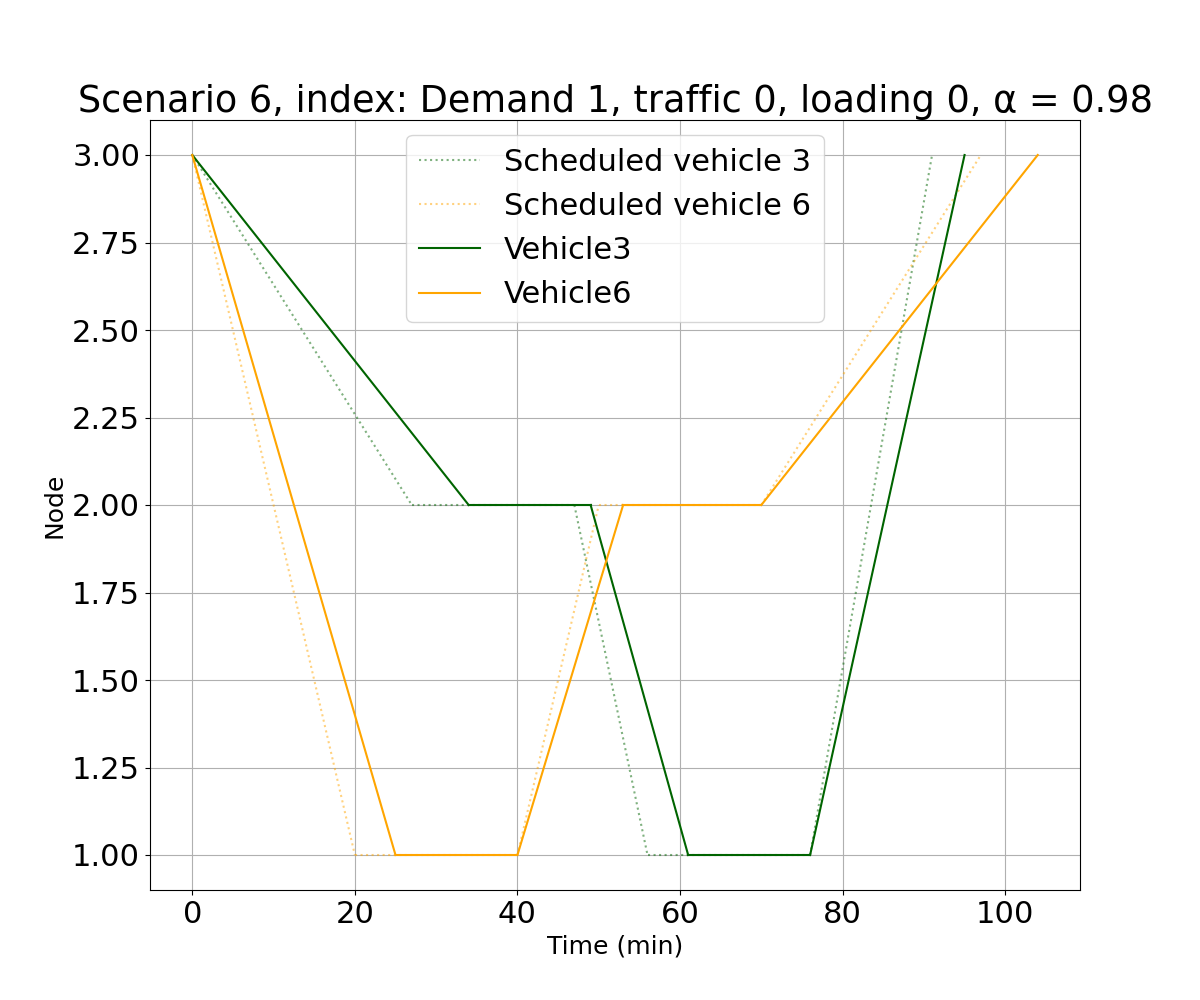 Scenario 6, index: Demand 1, traffic 0, loading 0, α = 0.98
Scheduled vehicle 3
Scheduled vehicle 6
Vehicle3
Vehicle6
3.00
2.75
2.50
2.25
2.00
1.75
1.50
1.25
1.00
Node
0 20 40 60 80 100
Time (min)